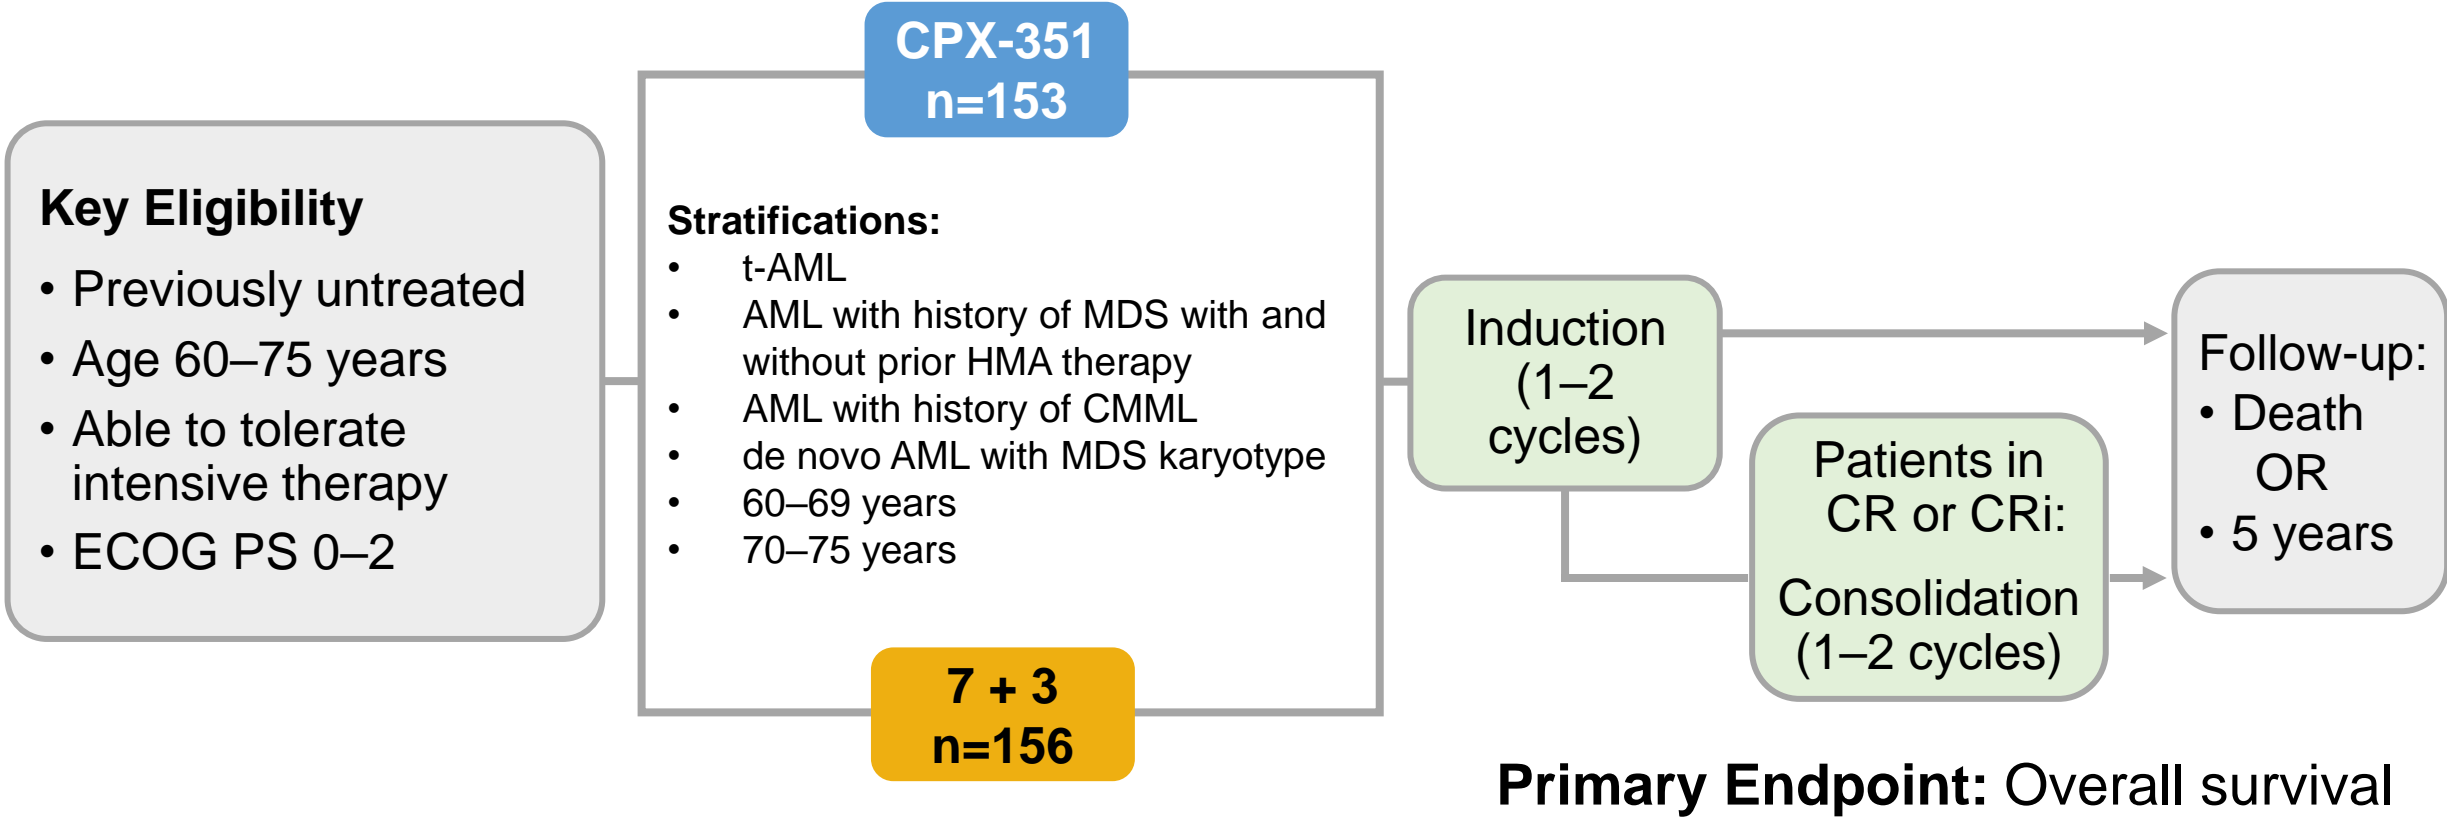 Key Eligibility
• Previously untreated
• Age 60–75 years
• Able to tolerate
intensive therapy
• ECOG PS 0–2
CPX-351
n=153
Stratifications:
• t-AML
• AML with history of MDS with and
without prior HMA therapy
• AML with history of CMML
• de novo AML with MDS karyotype
• 60–69 years
• 70–75 years
7 + 3
n=156
Induction
(1–2
cycles)
Patients in
CR or CRi:
Consolidation
(1–2 cycles)
Follow-up:
• Death
OR
• 5 years
Primary Endpoint: Overall survival